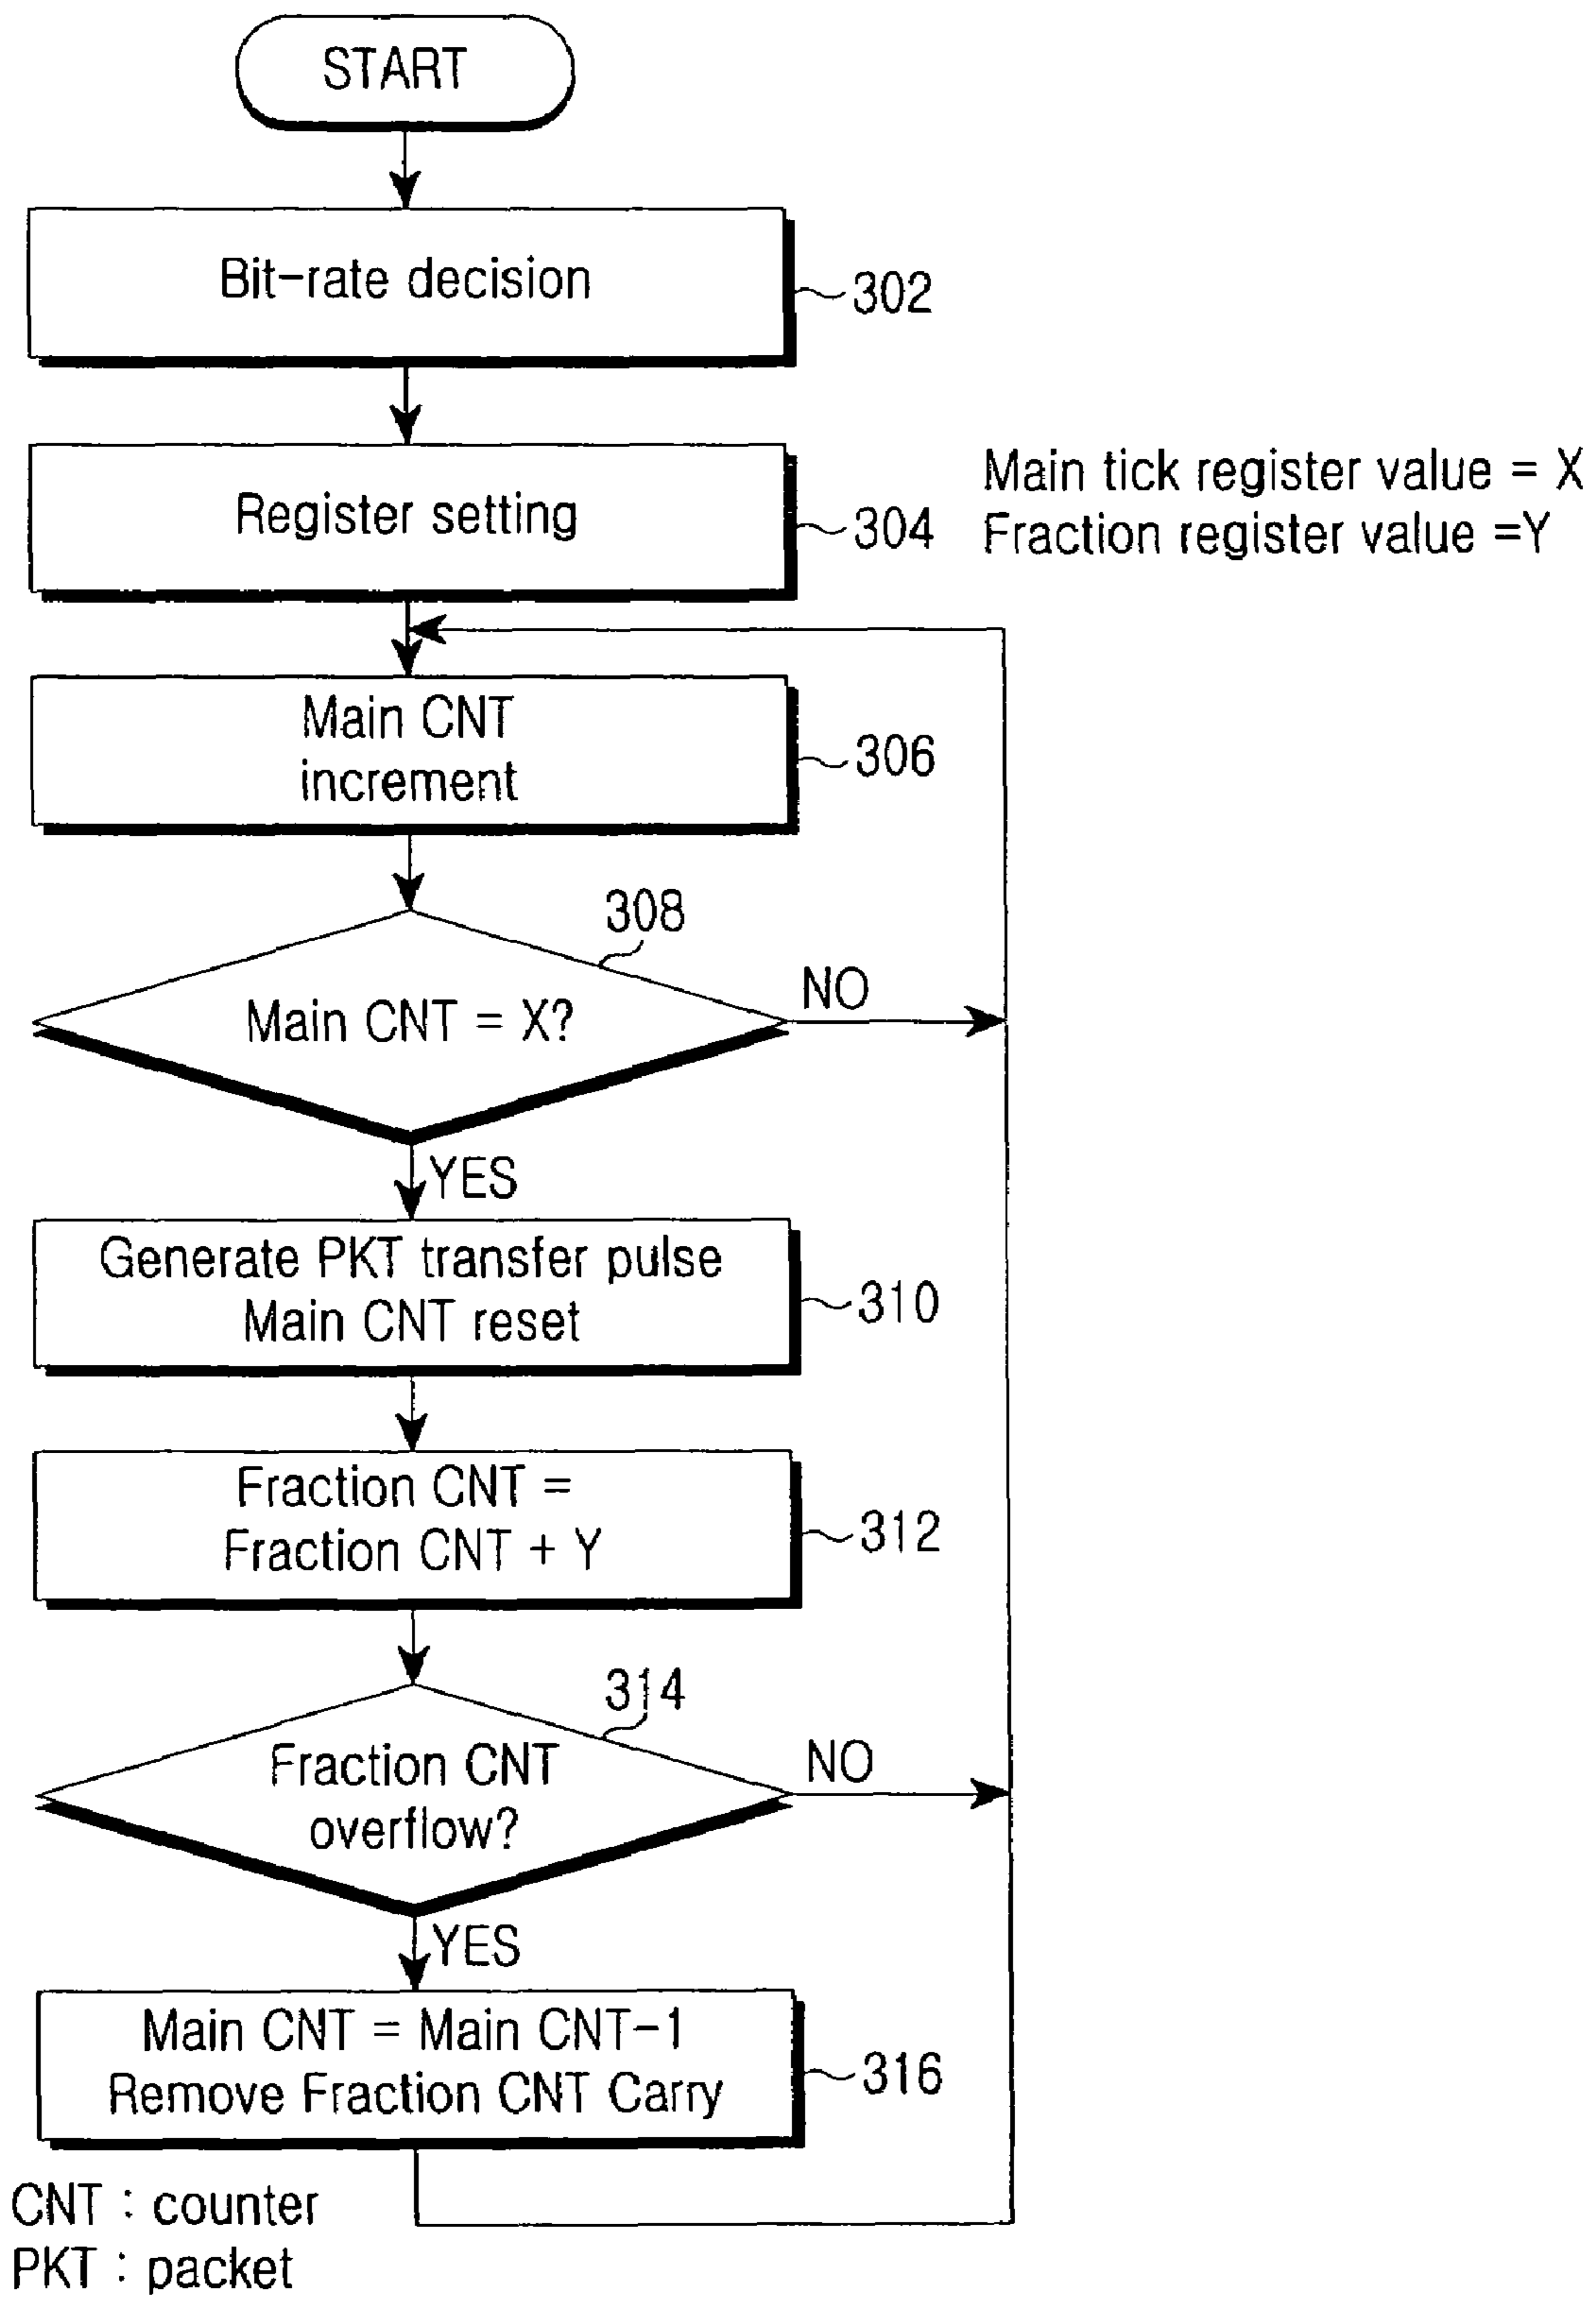 START
Bit-rate decision
302
Register setting
304
Main tick register value = X
Fraction register value =Y
Main CNT
increment
306
308
Main CNT = X?
NO
YES
Generate PKT transfer pulse
Main CNT reset
310
Fraction CNT =
Fraction CNT + Y
312
314
Fraction CNT
overflow?
NO
YES
Main CNT = Main CNT-1
Remove Fraction CNT Carry
316
CNT : counter
PKT : packet